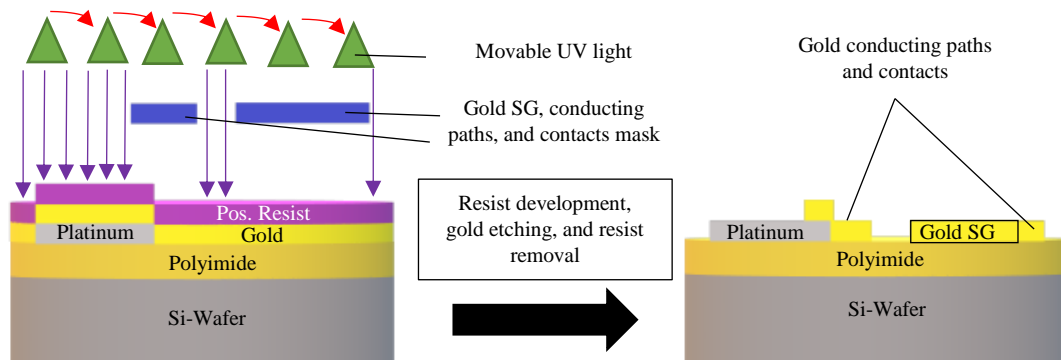 Movable UV light
Gold SG, conducting
paths, and contacts mask
Pos. Resist
Platinum
Gold
Polyimide
Si-Wafer
Resist development,
gold etching, and resist
removal
Gold conducting paths
and contacts
Platinum
Gold SG
Polyimide
Si-Wafer